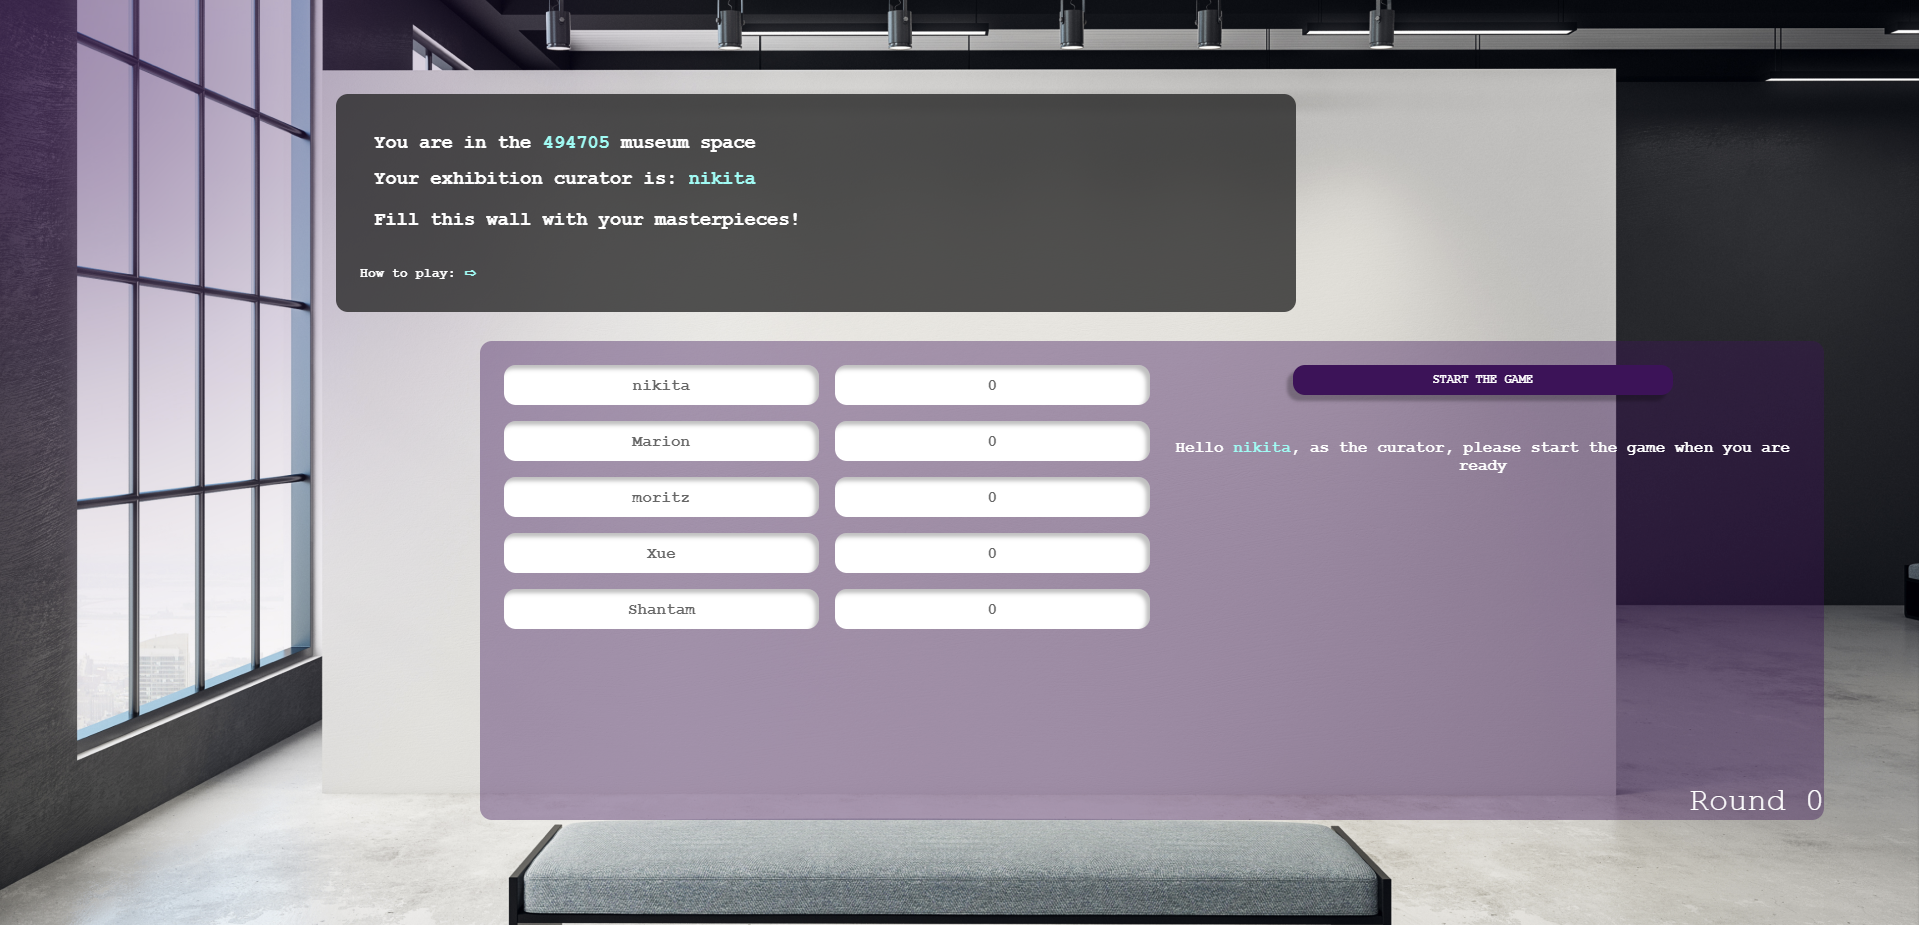 You are in the 494705 museum space
Your exhibition curator is: nikita
Fill this wall with your masterpieces!
How to play: ⇨
nikita 0
Marion 0
moritz 0
Xue 0
Shantam 0
START THE GAME
Hello nikita, as the curator, please start the game when you are
ready
Round 0